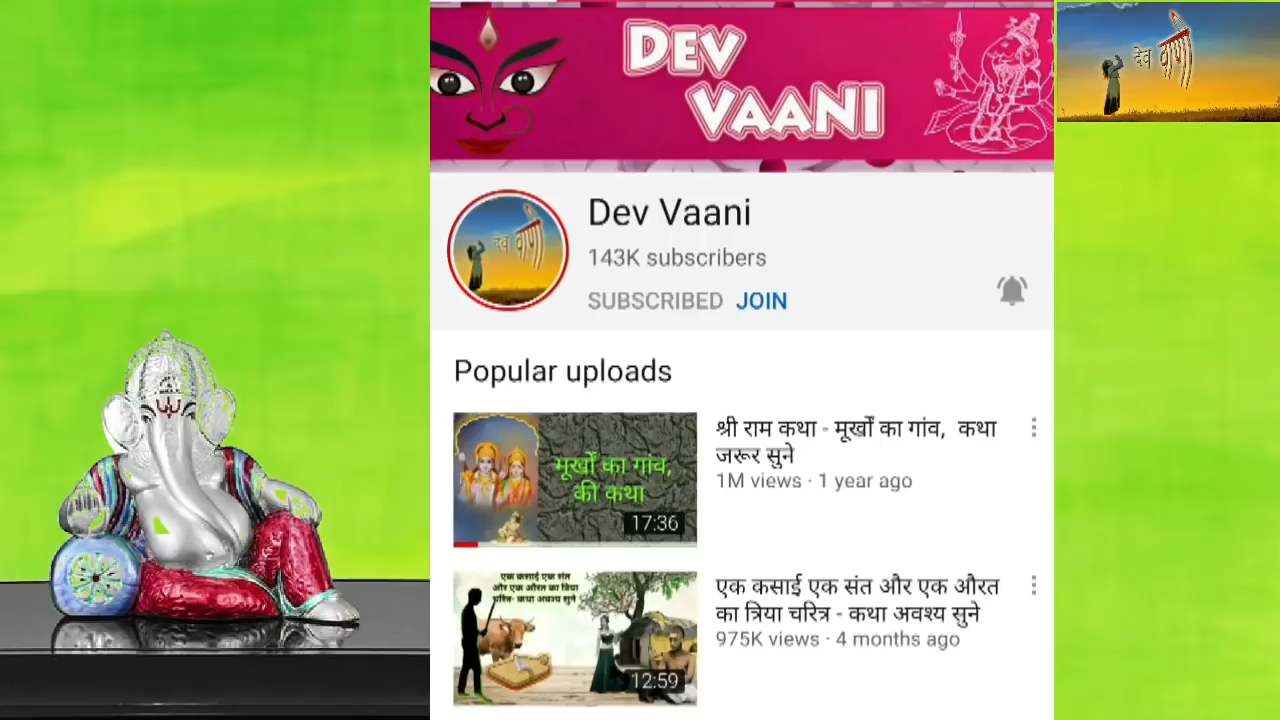 DEV
VAANI
देव वाणी
देव वाणी
Dev Vaani
143K subscribers
SUBSCRIBED JOIN
Popular uploads
मूर्खों का गांव,
की कथा
17:36
श्री राम कथा - मूर्खों का गांव, कथा
जरूर सुने
1M views · 1 year ago
एक कसाई एक संत
और एक औरत का त्रिया
चरित्र- कथा अवश्य सुने
12:59
एक कसाई एक संत और एक औरत
का त्रिया चरित्र - कथा अवश्य सुने
975K views · 4 months ago